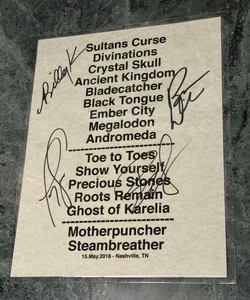 Sultans Curse
Divinations
Crystal Skull
Ancient Kingdom
Bladecatcher
Black Tongue
Ember City
Megalodon
Andromeda
Toe to Toes
Show Yourself
Precious Stones
Roots Remain
Ghost of Karelia
Motherpuncher
Steambreather
15.May.2018 - Nashville, TN